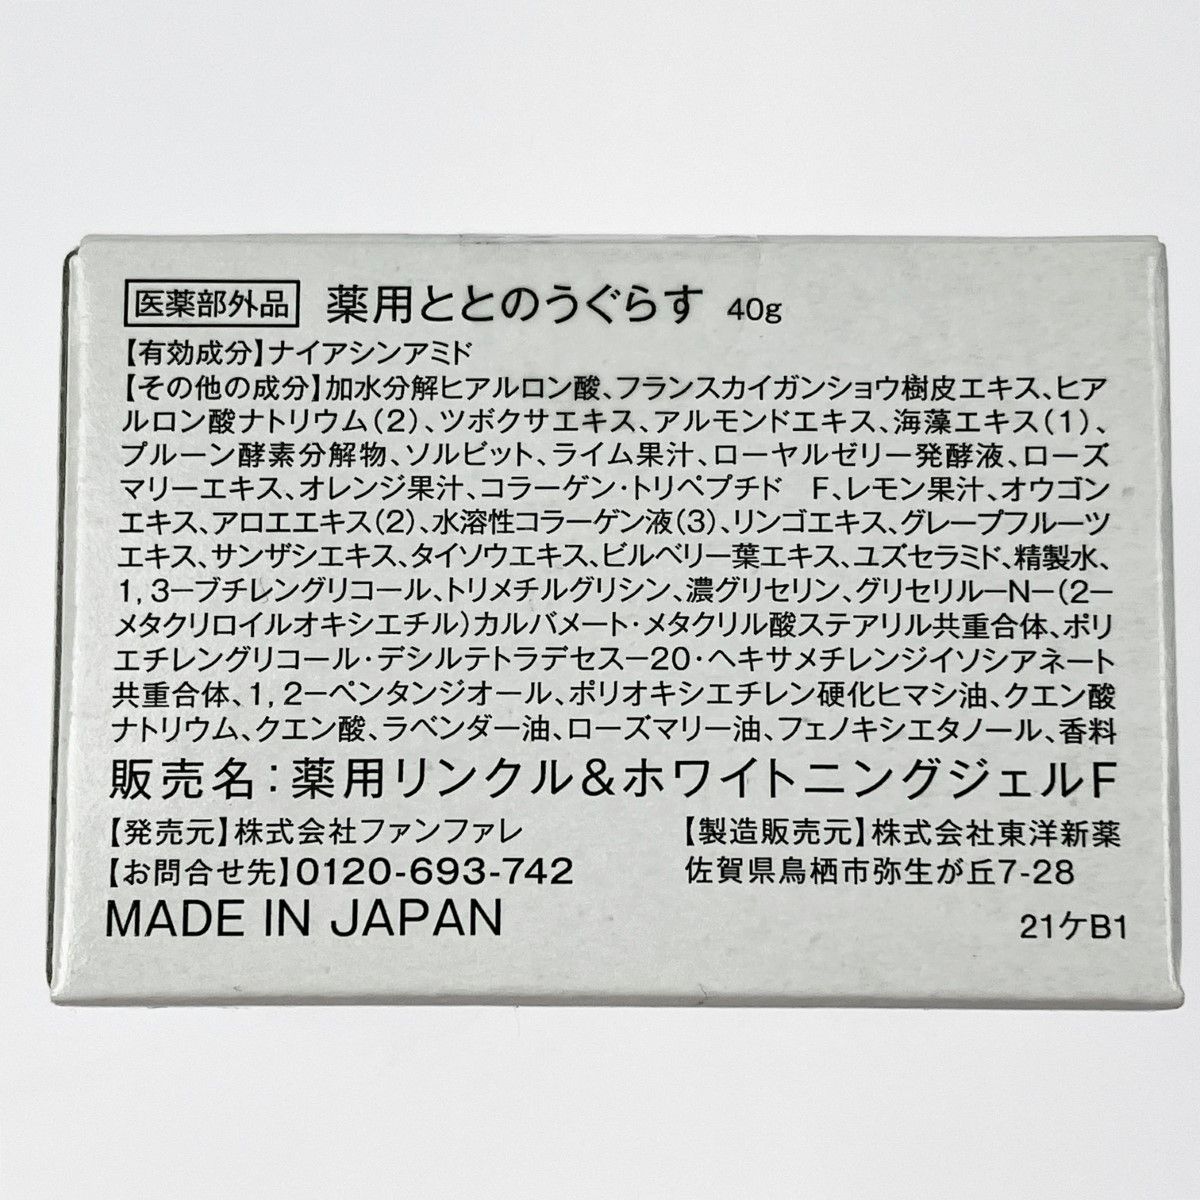 医薬部外品 薬用ととのうぐらす 40g
【有効成分】ナイアシンアミド
【その他の成分】加水分解ヒアルロン酸、フランスカイガンショウ樹皮エキス、ヒア
ルロン酸ナトリウム(2)、ツボクサエキス、アルモンドエキス、海藻エキス(1)、
プルーン酵素分解物、ソルビット、ライム果汁、ローヤルゼリー発酵液、ローズ
マリーエキス、オレンジ果汁、コラーゲン・トリペプチド F、レモン果汁、オウゴン
エキス、アロエエキス(2)、水溶性コラーゲン液(3)、リンゴエキス、グレープフルーツ
エキス、サンザシエキス、タイソウエキス、ビルベリー葉エキス、ユズセラミド、精製水、
1,3−ブチレングリコール、トリメチルグリシン、濃グリセリン、グリセリル−N−(2−
メタクリロイルオキシエチル)カルバメート・メタクリル酸ステアリル共重合体、ポリ
エチレングリコール・デシルテトラデセス−20・ヘキサメチレンジイソシアネート
共重合体、1,2−ペンタンジオール、ポリオキシエチレン硬化ヒマシ油、クエン酸
ナトリウム、クエン酸、ラベンダー油、ローズマリー油、フェノキシエタノール、香料
販売名:薬用リンクル&ホワイトニングジェルF
【発売元】株式会社ファンファレ 【製造販売元】株式会社東洋新薬
【お問合せ先】0120-693-742 佐賀県鳥栖市弥生が丘7-28
MADE IN JAPAN 21ケB1